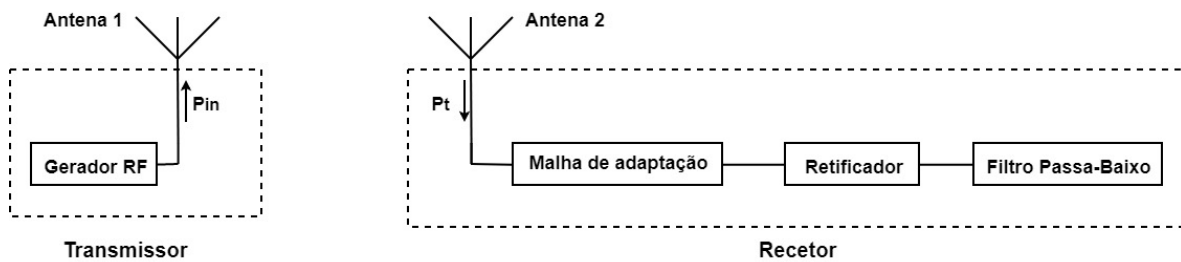 Antena 1
Antena 2
Pin
Pt
Gerador RF
Malha de adaptação
Retificador
Filtro Passa-Baixo
Transmissor
Recetor